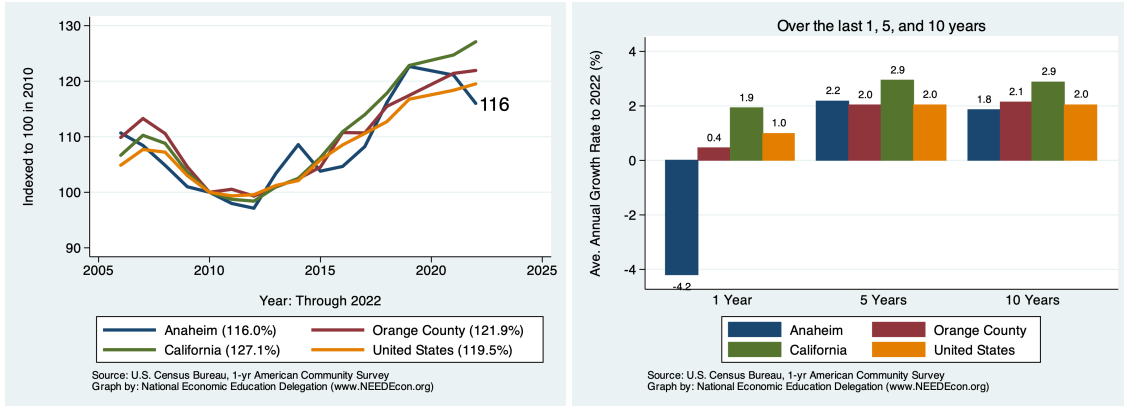 Indexed to 100 in 2010
130
120
110
100
90
116
2005
2010
2015
2020
2025
Year: Through 2022
Anaheim (116.0%)
Orange County (121.9%)
California (127.1%)
United States (119.5%)
Source: U.S. Census Bureau, 1-yr American Community Survey
Graph by: National Economic Education Delegation (www.NEEDEcon.org)
Over the last 1, 5, and 10 years
Ave. Annual Growth Rate to 2022 (%)
4
2
0
-2
-4
-4.2
0.4
1.9
1.0
2.2
2.0
2.9
2.0
1.8
2.1
2.9
2.0
1 Year
5 Years
10 Years
Anaheim
Orange County
California
United States
Source: U.S. Census Bureau, 1-yr American Community Survey
Graph by: National Economic Education Delegation (www.NEEDEcon.org)